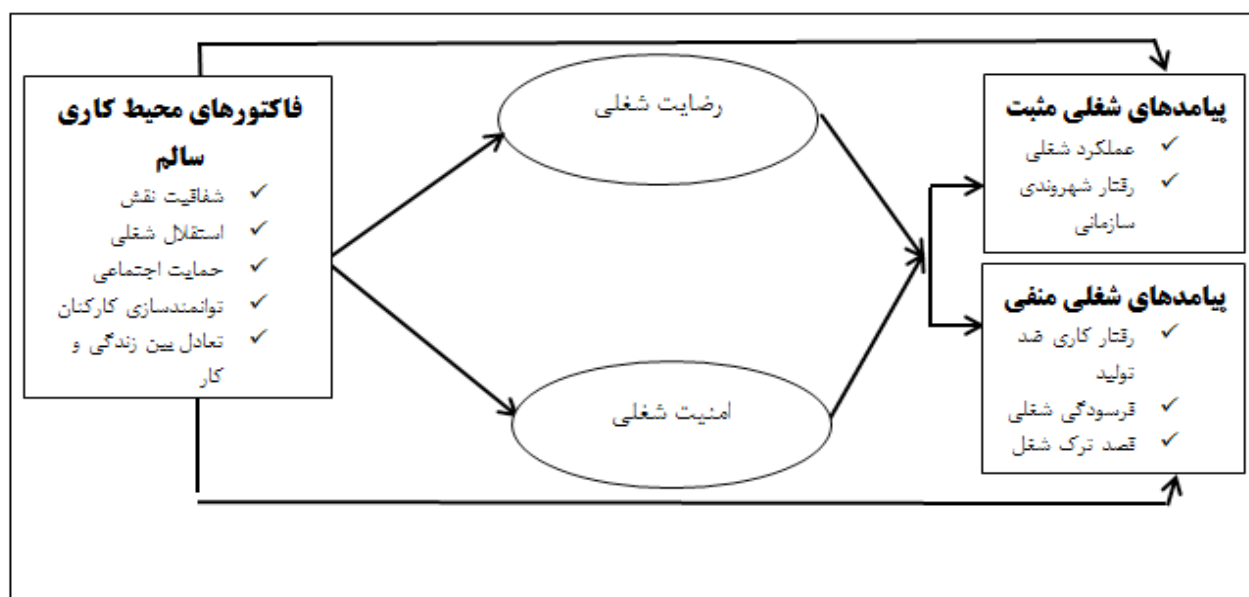 فاکتورهای محیط کاری
سالم
✓ شفافیت نقش
✓ استقلال شغلی
✓ حمایت اجتماعی
✓ توانمندسازی کارکنان
✓ تعادل بین زندگی و
کار
رضایت شغلی
امنیت شغلی
پیامدهای شغلی مثبت
✓ عملکرد شغلی
✓ رفتار شهروندی
سازمانی
پیامدهای شغلی منفی
✓ رفتار کاری ضد
تولید
✓ فرسودگی شغلی
✓ قصد ترک شغل